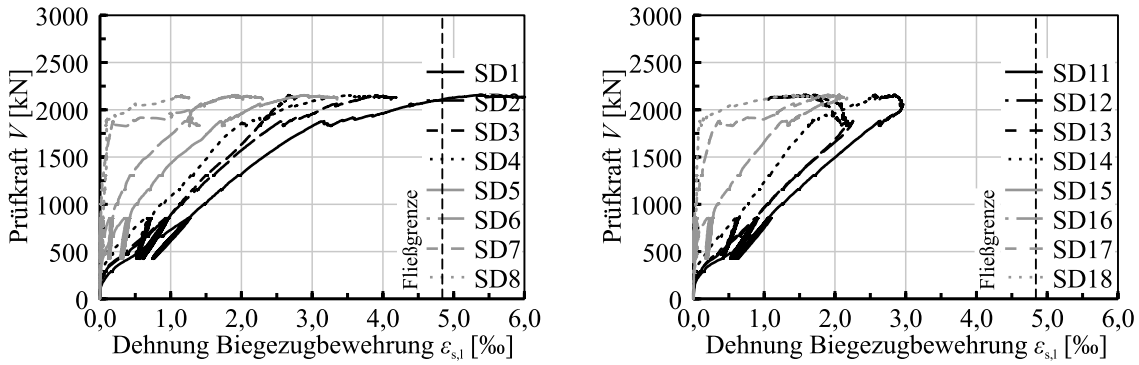 3000
2500
2000
1500
1000
500
0
Prüfkraft V [kN]
0,0 1,0 2,0 3,0 4,0 5,0 6,0
Dehnung Biegezugbewehrung εs,l [‰]
Fließgrenze
SD1
SD2
SD3
SD4
SD5
SD6
SD7
SD8
3000
2500
2000
1500
1000
500
0
Prüfkraft V [kN]
0,0 1,0 2,0 3,0 4,0 5,0 6,0
Dehnung Biegezugbewehrung εs,l [‰]
Fließgrenze
SD11
SD12
SD13
SD14
SD15
SD16
SD17
SD18